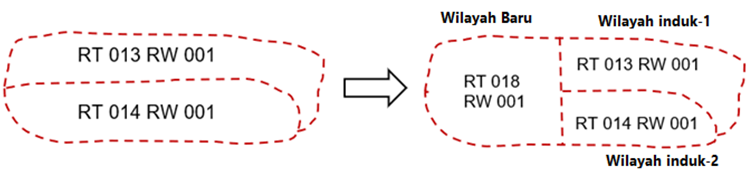 RT 013 RW 001
RT 014 RW 001
Wilayah Baru
Wilayah induk-1
RT 018
RW 001
RT 013 RW 001
RT 014 RW 001
Wilayah induk-2